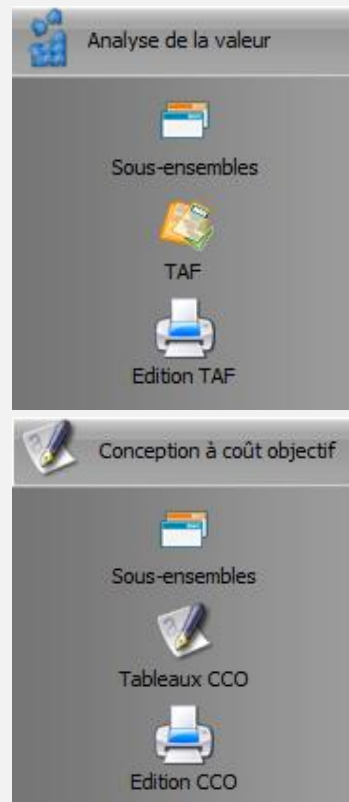 Analyse de la valeur
Sous-ensembles
TAF
Edition TAF
Conception à coût objectif
Sous-ensembles
Tableaux CCO
Edition CCO